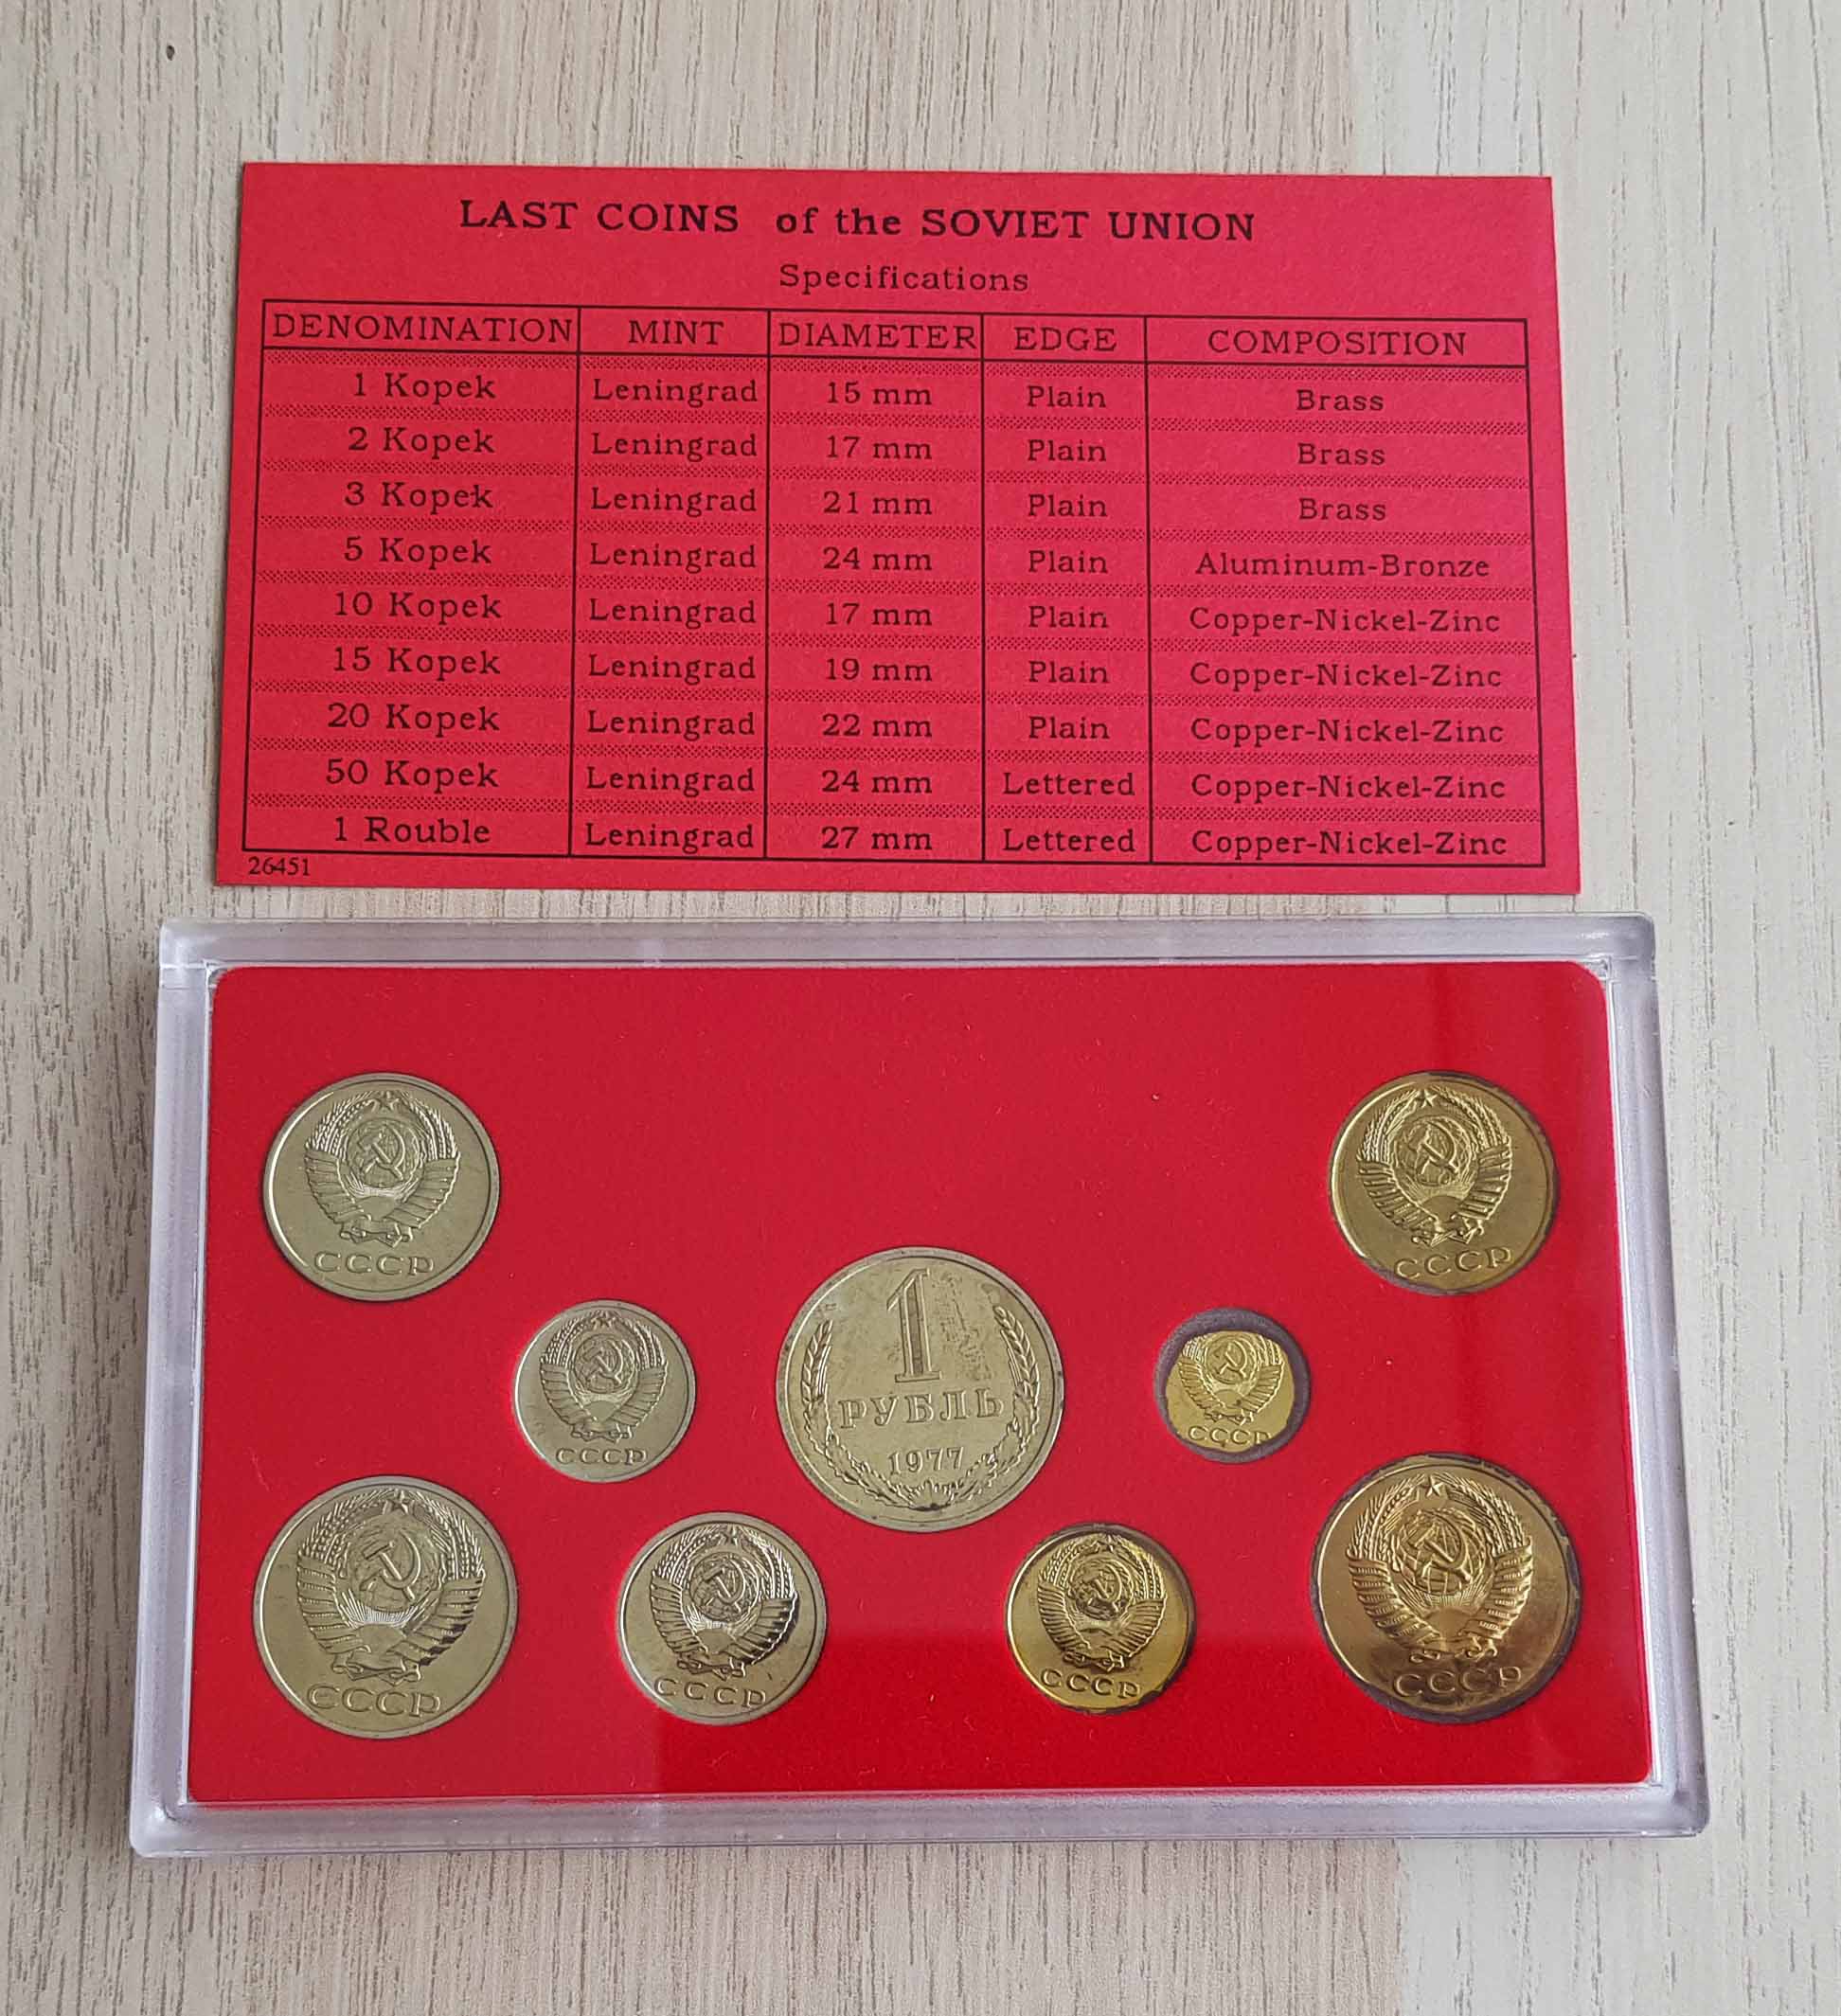 LAST COINS of the SOVIET UNION
Specifications
DENOMINATION MINT DIAMETER EDGE COMPOSITION
1 Kopek Leningrad 15 mm Plain Brass
2 Kopek Leningrad 17 mm Plain Brass
3 Kopek Leningrad 21 mm Plain Brass
5 Kopek Leningrad 24 mm Plain Aluminum-Bronze
10 Kopek Leningrad 17 mm Plain Copper-Nickel-Zinc
15 Kopek Leningrad 19 mm Plain Copper-Nickel-Zinc
20 Kopek Leningrad 22 mm Plain Copper-Nickel-Zinc
50 Kopek Leningrad 24 mm Lettered Copper-Nickel-Zinc
1 Rouble Leningrad 27 mm Lettered Copper-Nickel-Zinc
26451
СССР
СССР
СССР
1
РУБЛЬ
1977
СССР
СССР
СССР
СССР
СССР